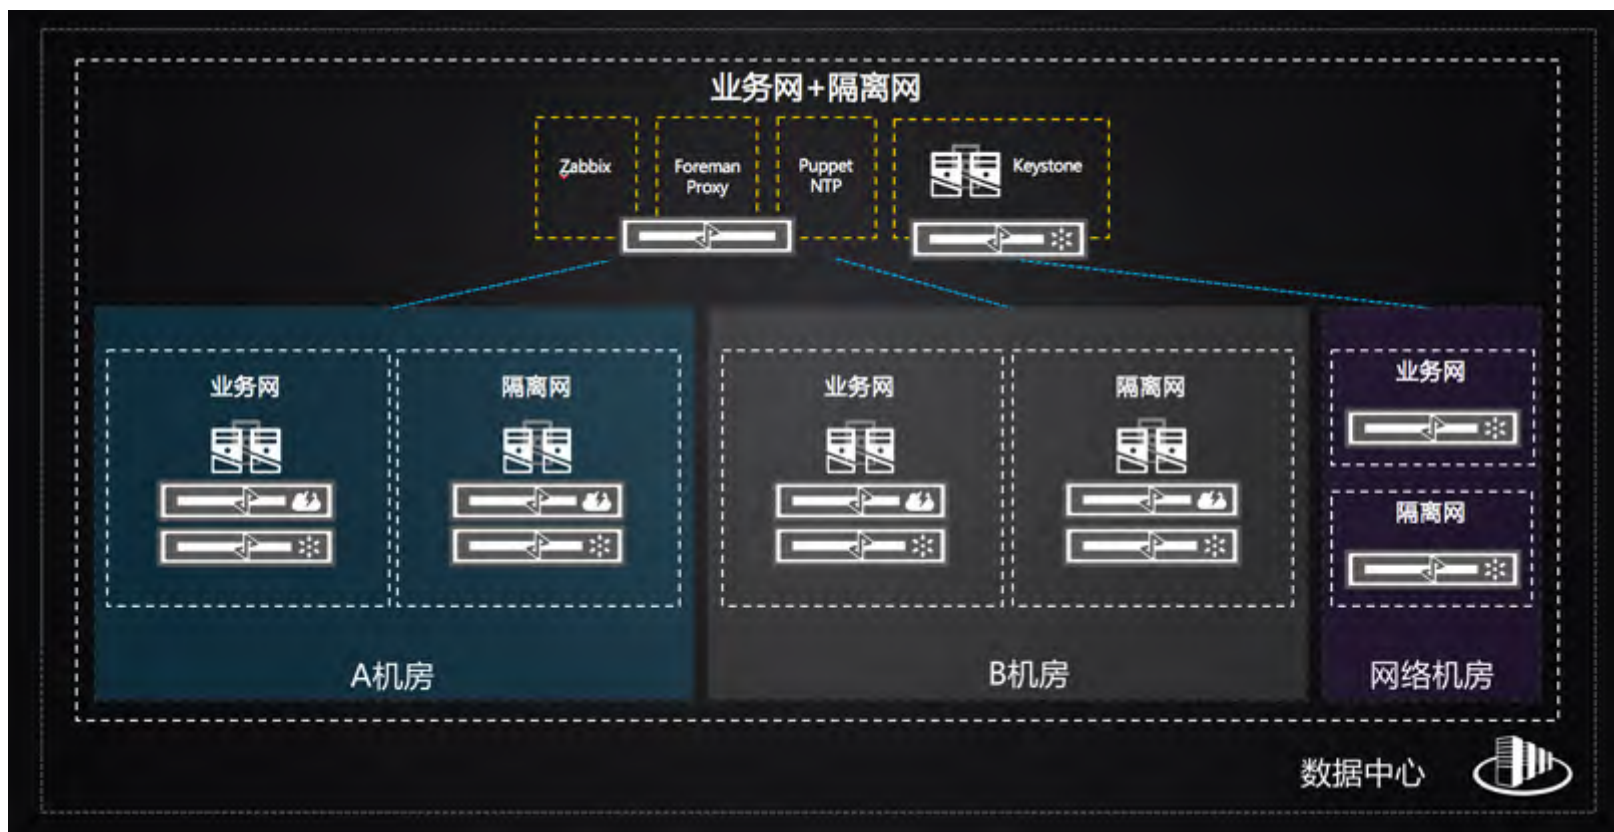 业务网+隔离网
Zabbix
Foreman
Proxy
Puppet
NTP
Keystone
业务网
隔离网
业务网
隔离网
业务网
隔离网
A机房
B机房
网络机房
数据中心